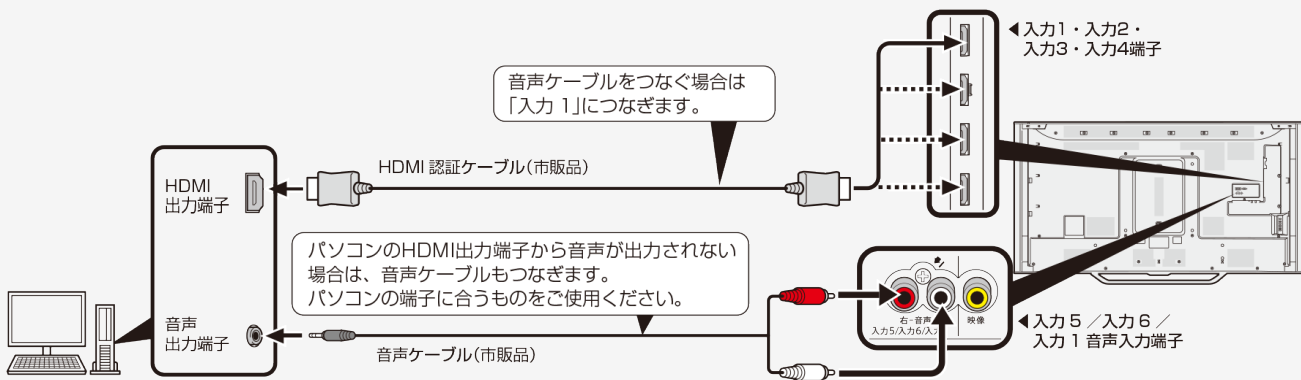 ◀入力1・入力2・
入力3・入力4端子
音声ケーブルをつなぐ場合は
「入力 1」につなぎます。
HDMI 認証ケーブル(市販品)
HDMI
出力端子
パソコンのHDMI出力端子から音声が出力されない
場合は、音声ケーブルもつなぎます。
パソコンの端子に合うものをご使用ください。
音声
出力端子
音声ケーブル(市販品)
右-音声
映像
入力5/入力6/入
◀入力 5 ／入力 6 ／
入力 1 音声入力端子